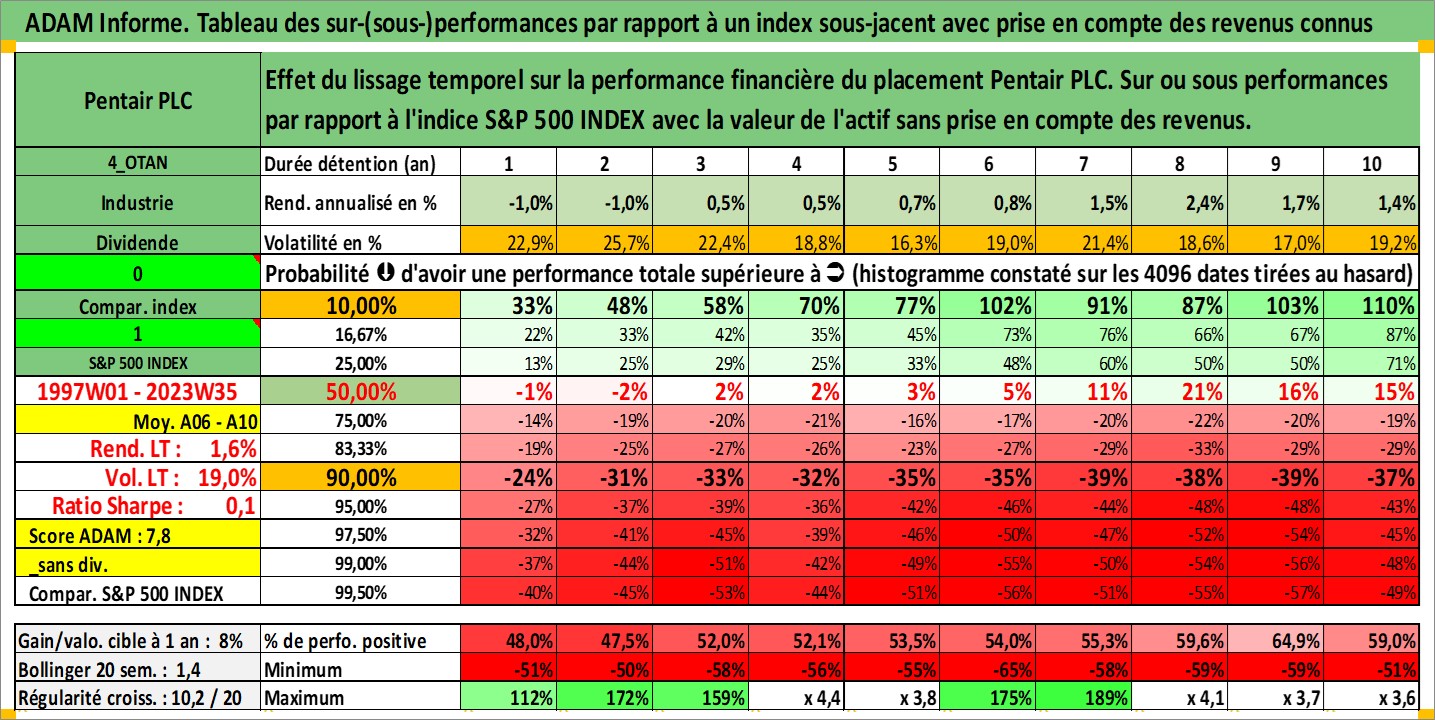 ADAM Informe. Tableau des sur-(sous-)performances par rapport à un index sous-jacent avec prise en compte des revenus connus
Pentair PLC
Effet du lissage temporel sur la performance financière du placement Pentair PLC. Sur ou sous performances
par rapport à l'indice S&P 500 INDEX avec la valeur de l'actif sans prise en compte des revenus.
4_OTAN Durée détention (an) 1 2 3 4 5 6 7 8 9 10
Industrie Rend. annualisé en % -1,0% -1,0% 0,5% 0,5% 0,7% 0,8% 1,5% 2,4% 1,7% 1,4%
Dividende Volatilité en % 22,9% 25,7% 22,4% 18,8% 16,3% 19,0% 21,4% 18,6% 17,0% 19,2%
0 Probabilité d'avoir une performance totale supérieure à (histogramme constaté sur les 4096 dates tirées au hasard)
Compar. index 10,00% 33% 48% 58% 70% 77% 102% 91% 87% 103% 110%
1 16,67% 22% 33% 42% 35% 45% 73% 76% 66% 67% 87%
S&P 500 INDEX 25,00% 13% 25% 29% 25% 33% 48% 60% 50% 50% 71%
1997W01 - 2023W35 50,00% -1% -2% 2% 2% 3% 5% 11% 21% 16% 15%
Moy. A06 - A10 75,00% -14% -19% -20% -21% -16% -17% -20% -22% -20% -19%
Rend. LT : 1,6% 83,33% -19% -25% -27% -26% -23% -27% -29% -33% -29% -29%
Vol. LT : 19,0% 90,00% -24% -31% -33% -32% -35% -35% -39% -38% -39% -37%
Ratio Sharpe : 0,1 95,00% -27% -37% -39% -36% -42% -46% -44% -48% -48% -43%
Score ADAM : 7,8 97,50% -32% -41% -45% -39% -46% -50% -47% -52% -54% -45%
_sans div. 99,00% -37% -44% -51% -42% -49% -55% -50% -54% -56% -48%
Compar. S&P 500 INDEX 99,50% -40% -45% -53% -44% -51% -56% -51% -55% -57% -49%
Gain/valo. cible à 1 an : 8% % de perfo. positive 48,0% 47,5% 52,0% 52,1% 53,5% 54,0% 55,3% 59,6% 64,9% 59,0%
Bollinger 20 sem. : 1,4 Minimum -51% -50% -58% -56% -55% -65% -58% -59% -59% -51%
Régularité croiss. : 10,2 / 20 Maximum 112% 172% 159% x 4,4 x 3,8 175% 189% x 4,1 x 3,7 x 3,6